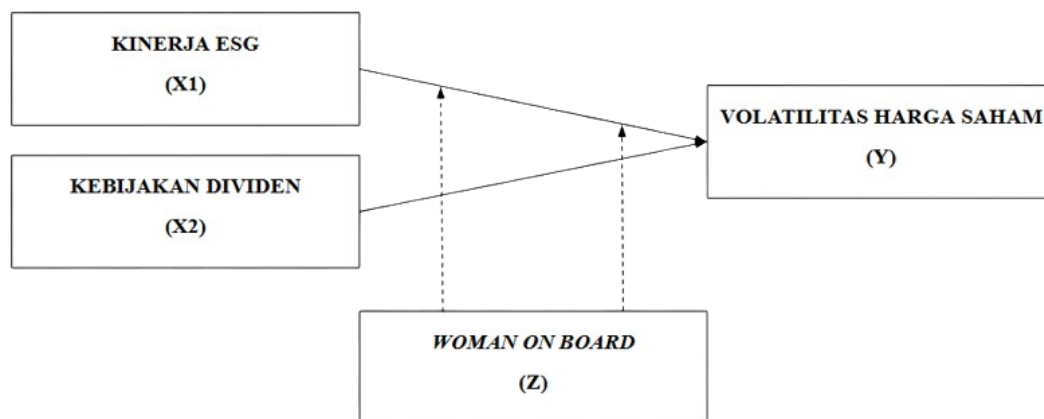 KINERJA ESG
(X1)
KEBIJAKAN DIVIDEN
(X2)
VOLATILITAS HARGA SAHAM
(Y)
WOMAN ON BOARD
(Z)